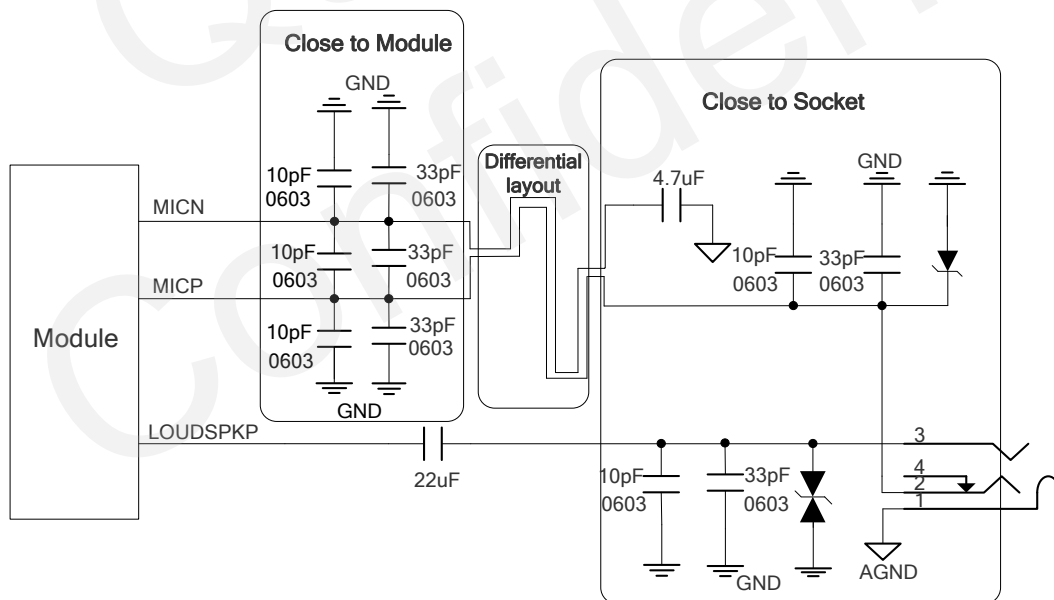 Close to Module
GND
10pF
0603
33pF
0603
MICN
10pF
0603
33pF
0603
MICP
10pF
0603
33pF
0603
GND
Module
LOUDSPKP
22uF
Differential
layout
Close to Socket
4.7uF
GND
10pF
0603
33pF
0603
10pF
0603
33pF
0603
GND
3
4
2
1
AGND